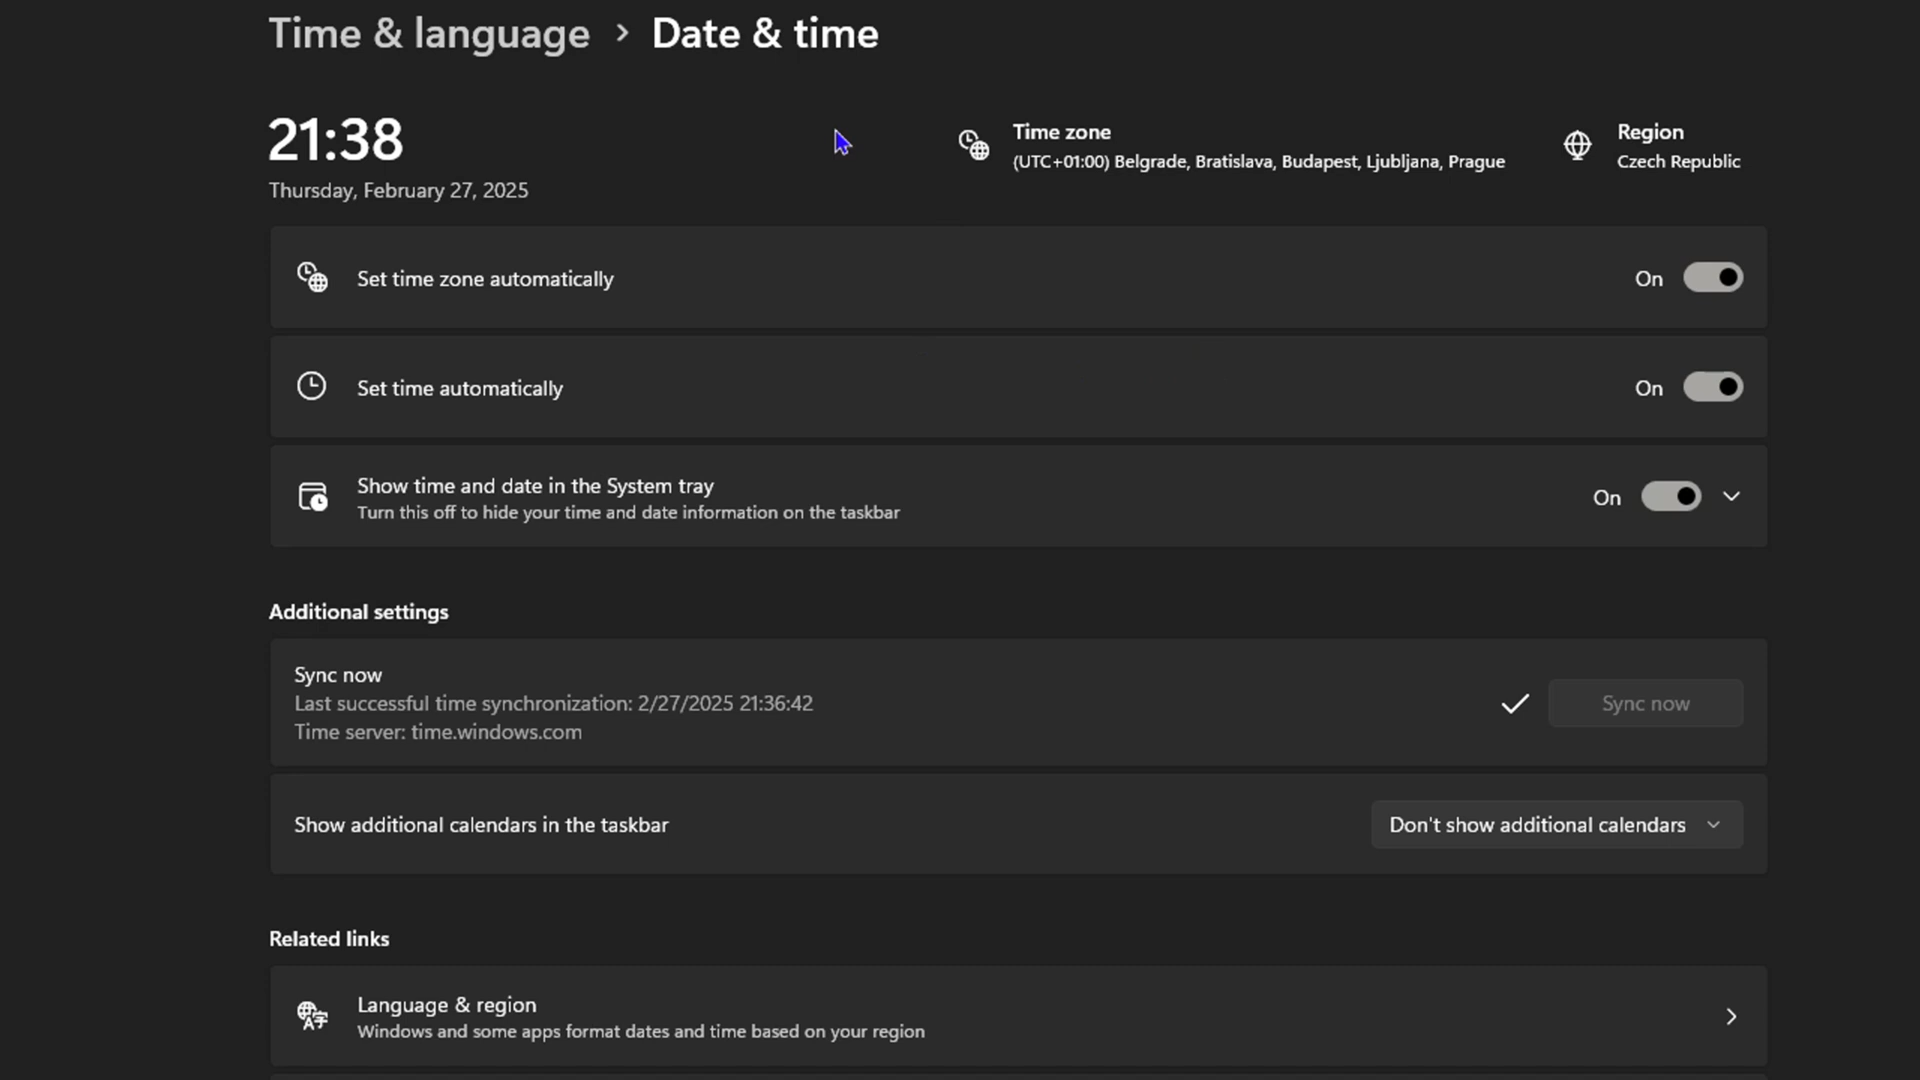 Time & language > Date & time
21:38
Thursday, February 27, 2025
Time zone
(UTC+01:00) Belgrade, Bratislava, Budapest, Ljubljana, Prague
Region
Czech Republic
Set time zone automatically
On
Set time automatically
On
Show time and date in the System tray
Turn this off to hide your time and date information on the taskbar
On
Additional settings
Sync now
Last successful time synchronization: 2/27/2025 21:36:42
Time server: time.windows.com
Sync now
Show additional calendars in the taskbar
Don't show additional calendars
Related links
Language & region
Windows and some apps format dates and time based on your region